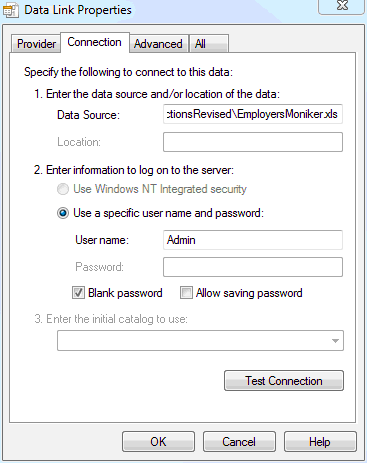 Data Link Properties
Provider Connection Advanced All
Specify the following to connect to this data:
1. Enter the data source and/or location of the data:
Data Source: :tionsRevised\EmployersMoniker.xls
Location:
2. Enter information to log on to the server:
Use Windows NT Integrated security
Use a specific user name and password:
User name: Admin
Password:
Blank password Allow saving password
3. Enter the initial catalog to use:
Test Connection
OK Cancel Help